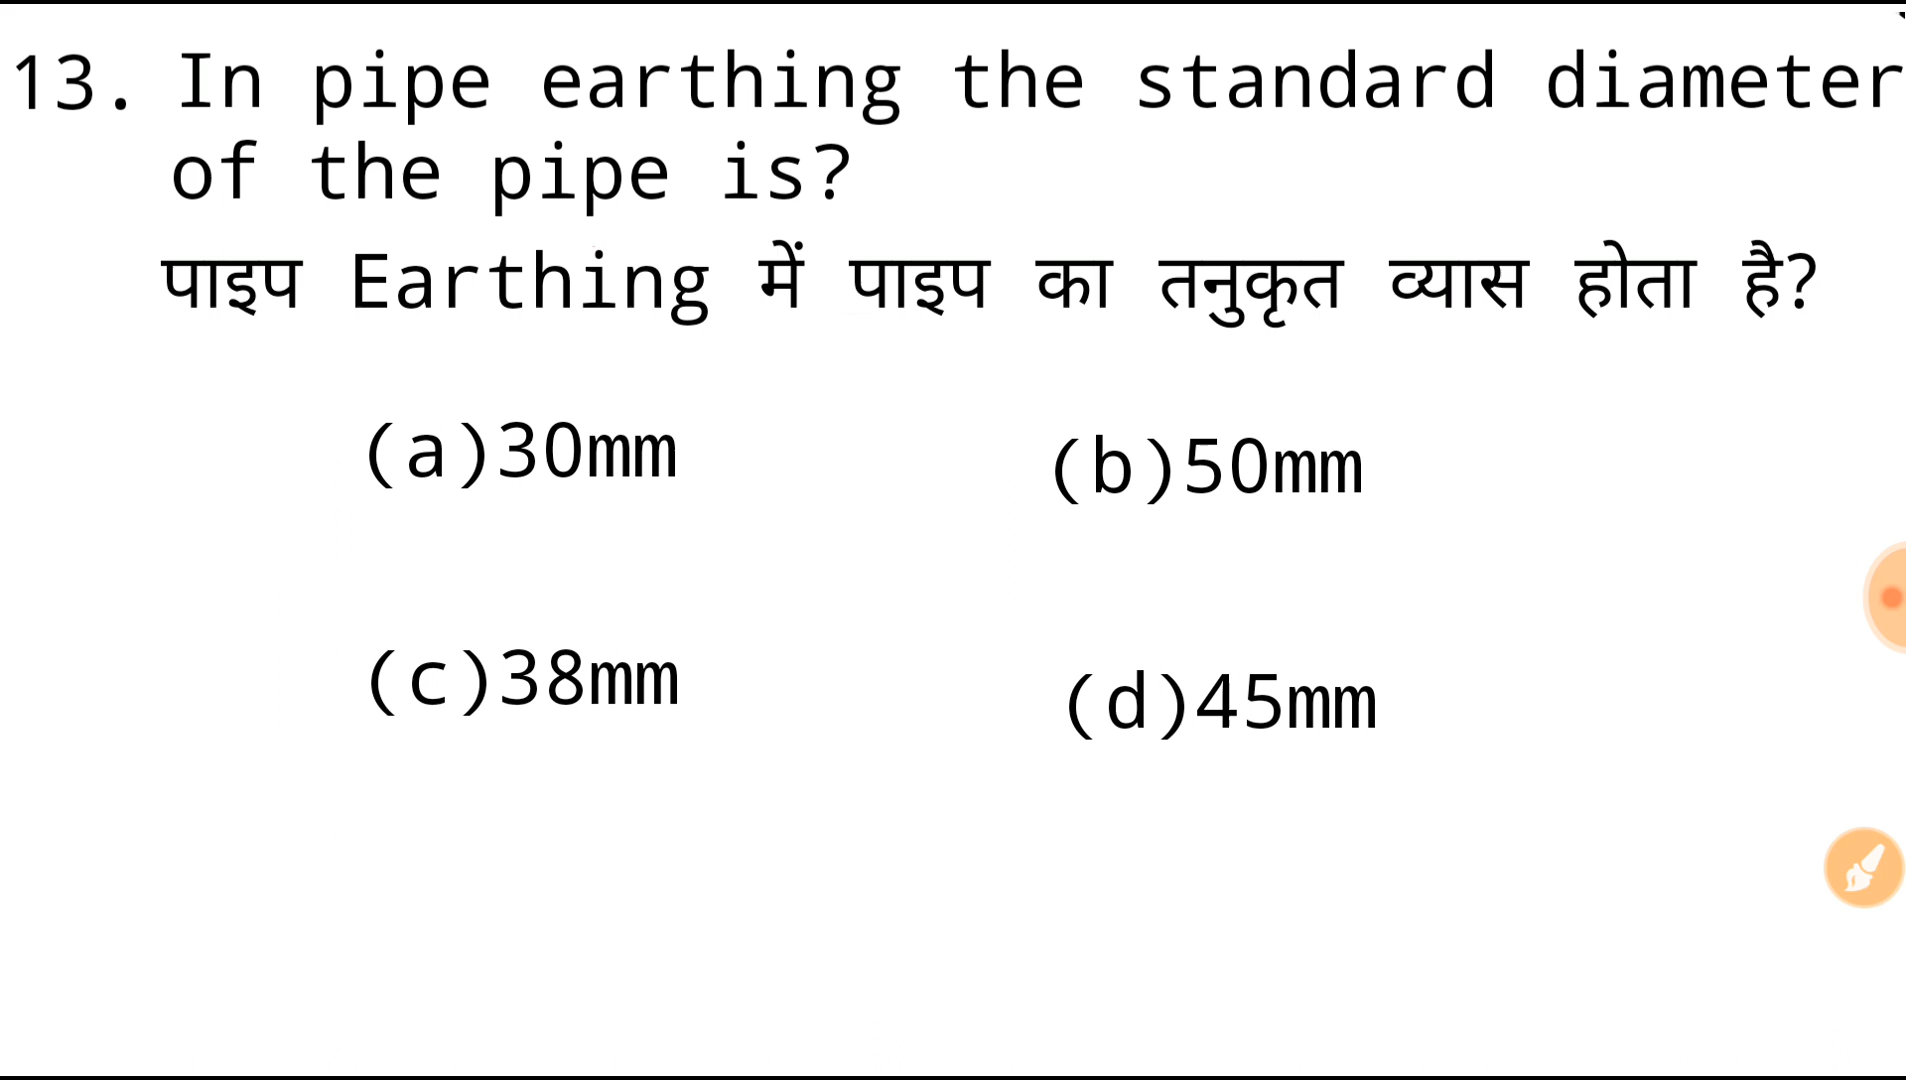 13. In pipe earthing the standard diameter
of the pipe is?
पाइप Earthing में पाइप का तनुकृत व्यास होता है?
(a)30mm (b)50mm
(c)38mm (d)45mm